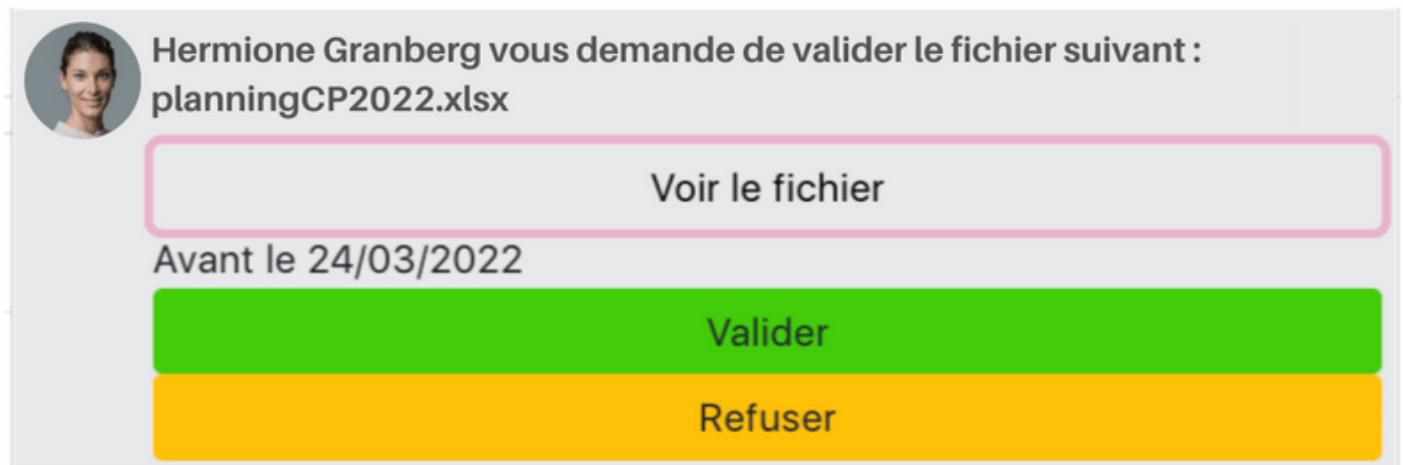 Hermione Granberg vous demande de valider le fichier suivant :
planningCP2022.xlsx
Voir le fichier
Avant le 24/03/2022
Valider
Refuser